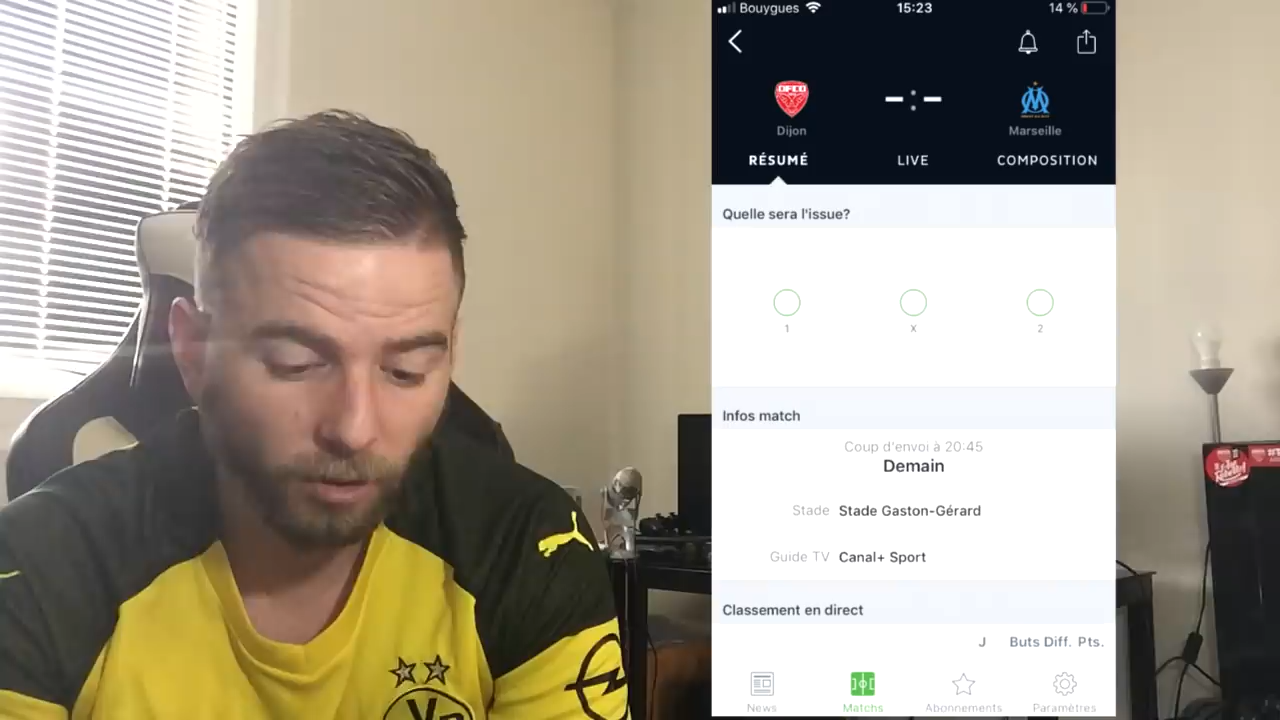 Bouygues 15:23 14 %
DFCO
Dijon - : - Marseille
RÉSUMÉ LIVE COMPOSITION
Quelle sera l'issue?
1 X 2
Infos match
Coup d'envoi à 20:45
Demain
Stade Stade Gaston-Gérard
Guide TV Canal+ Sport
Classement en direct
J Buts Diff. Pts.
News Matchs Abonnements Paramètres